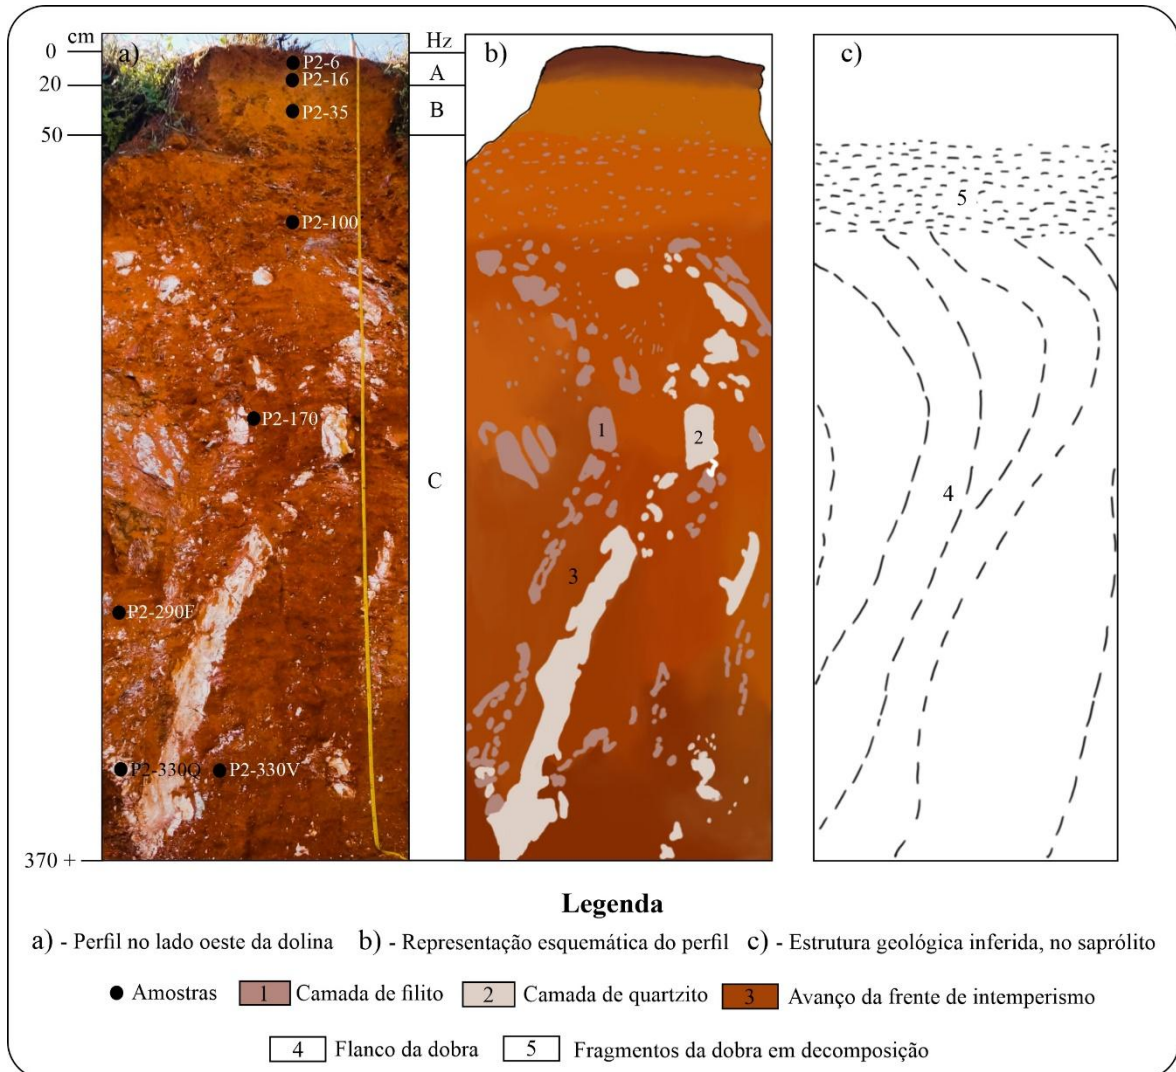 cm
a)
Hz
b)
c)
0
P2-6
A
P2-16
20
P2-35
B
50
P2-100
5
P2-170
1
2
C
4
3
P2-290F
P2-330Q
P2-330V
370 +
Legenda
a) - Perfil no lado oeste da dolina b) - Representação esquemática do perfil c) - Estrutura geológica inferida, no saprólito
Amostras 1 Camada de filito 2 Camada de quartzito 3 Avanço da frente de intemperismo
4 Flanco da dobra 5 Fragmentos da dobra em decomposição